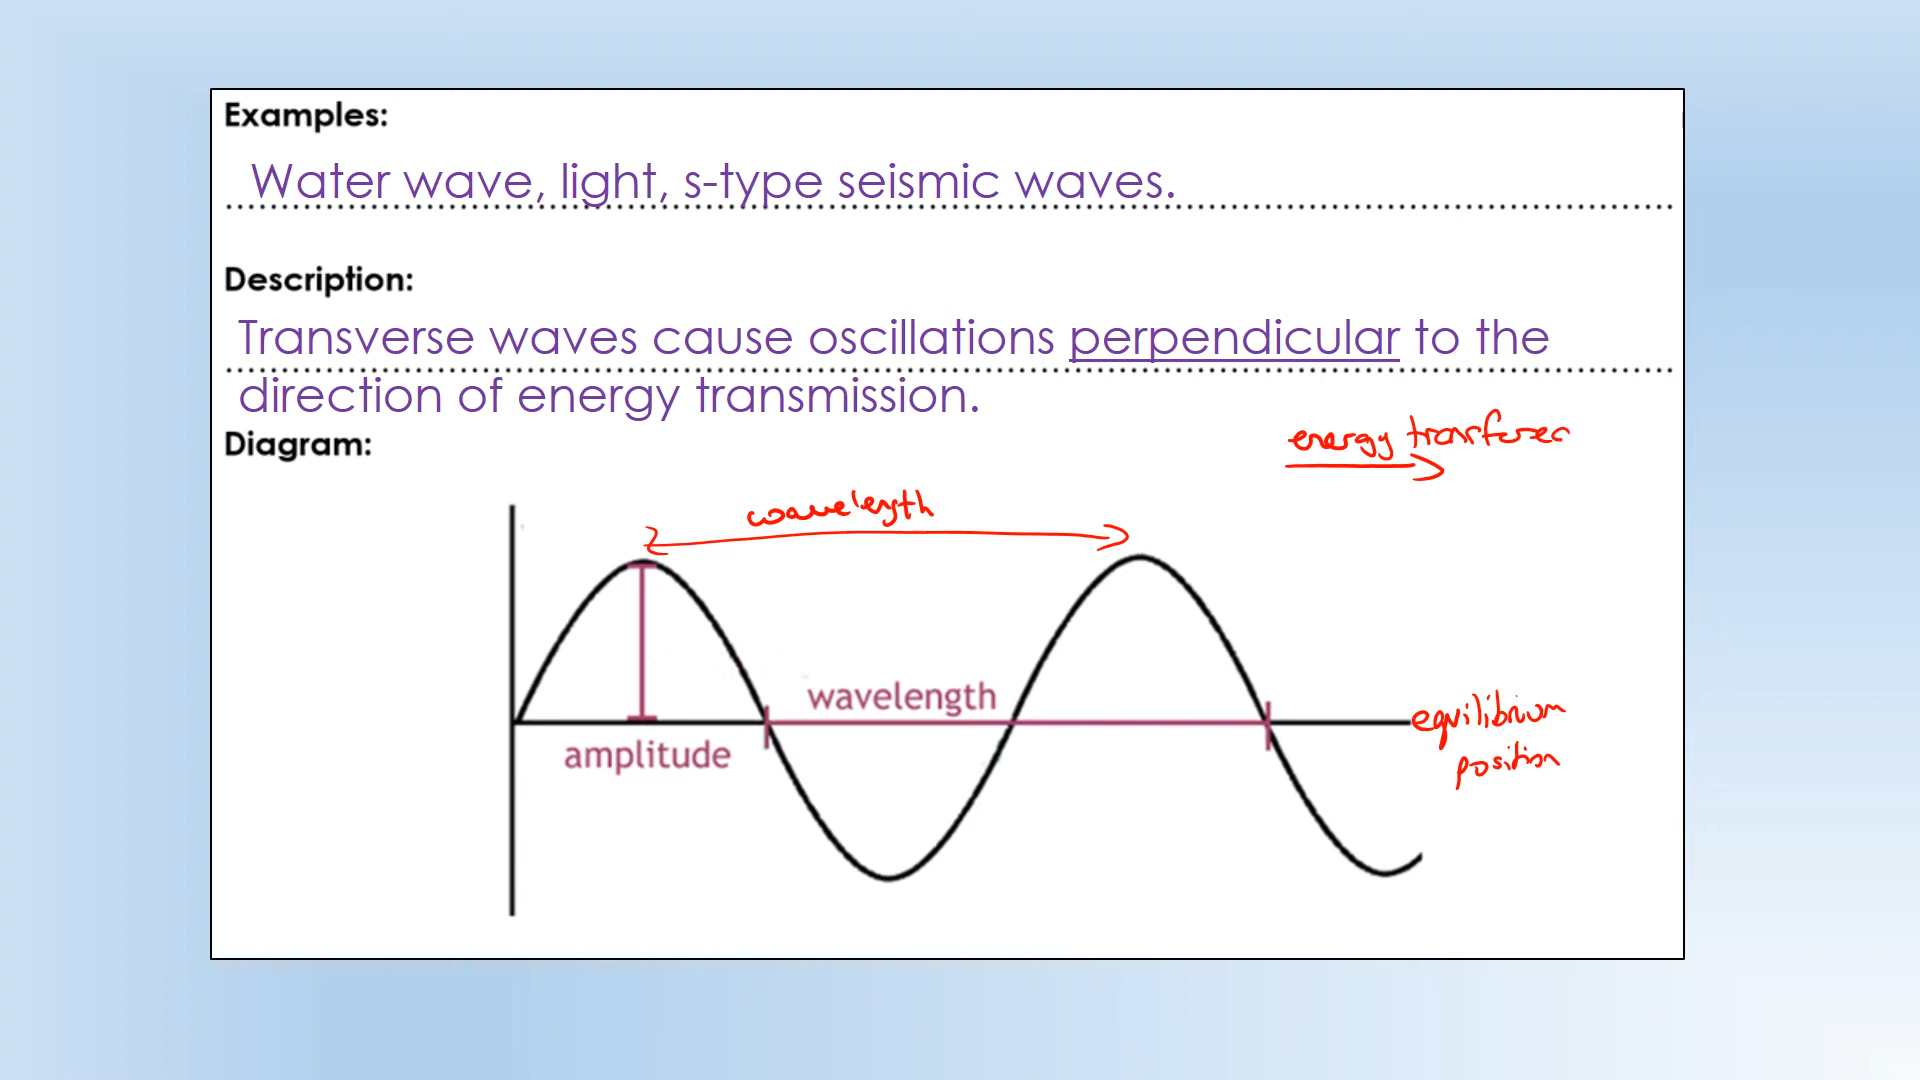 Examples:
Water wave, light, s-type seismic waves.
Description:
Transverse waves cause oscillations perpendicular to the
direction of energy transmission.
Diagram:
energy transferred
wavelength
wavelength
amplitude
equilibrium
position